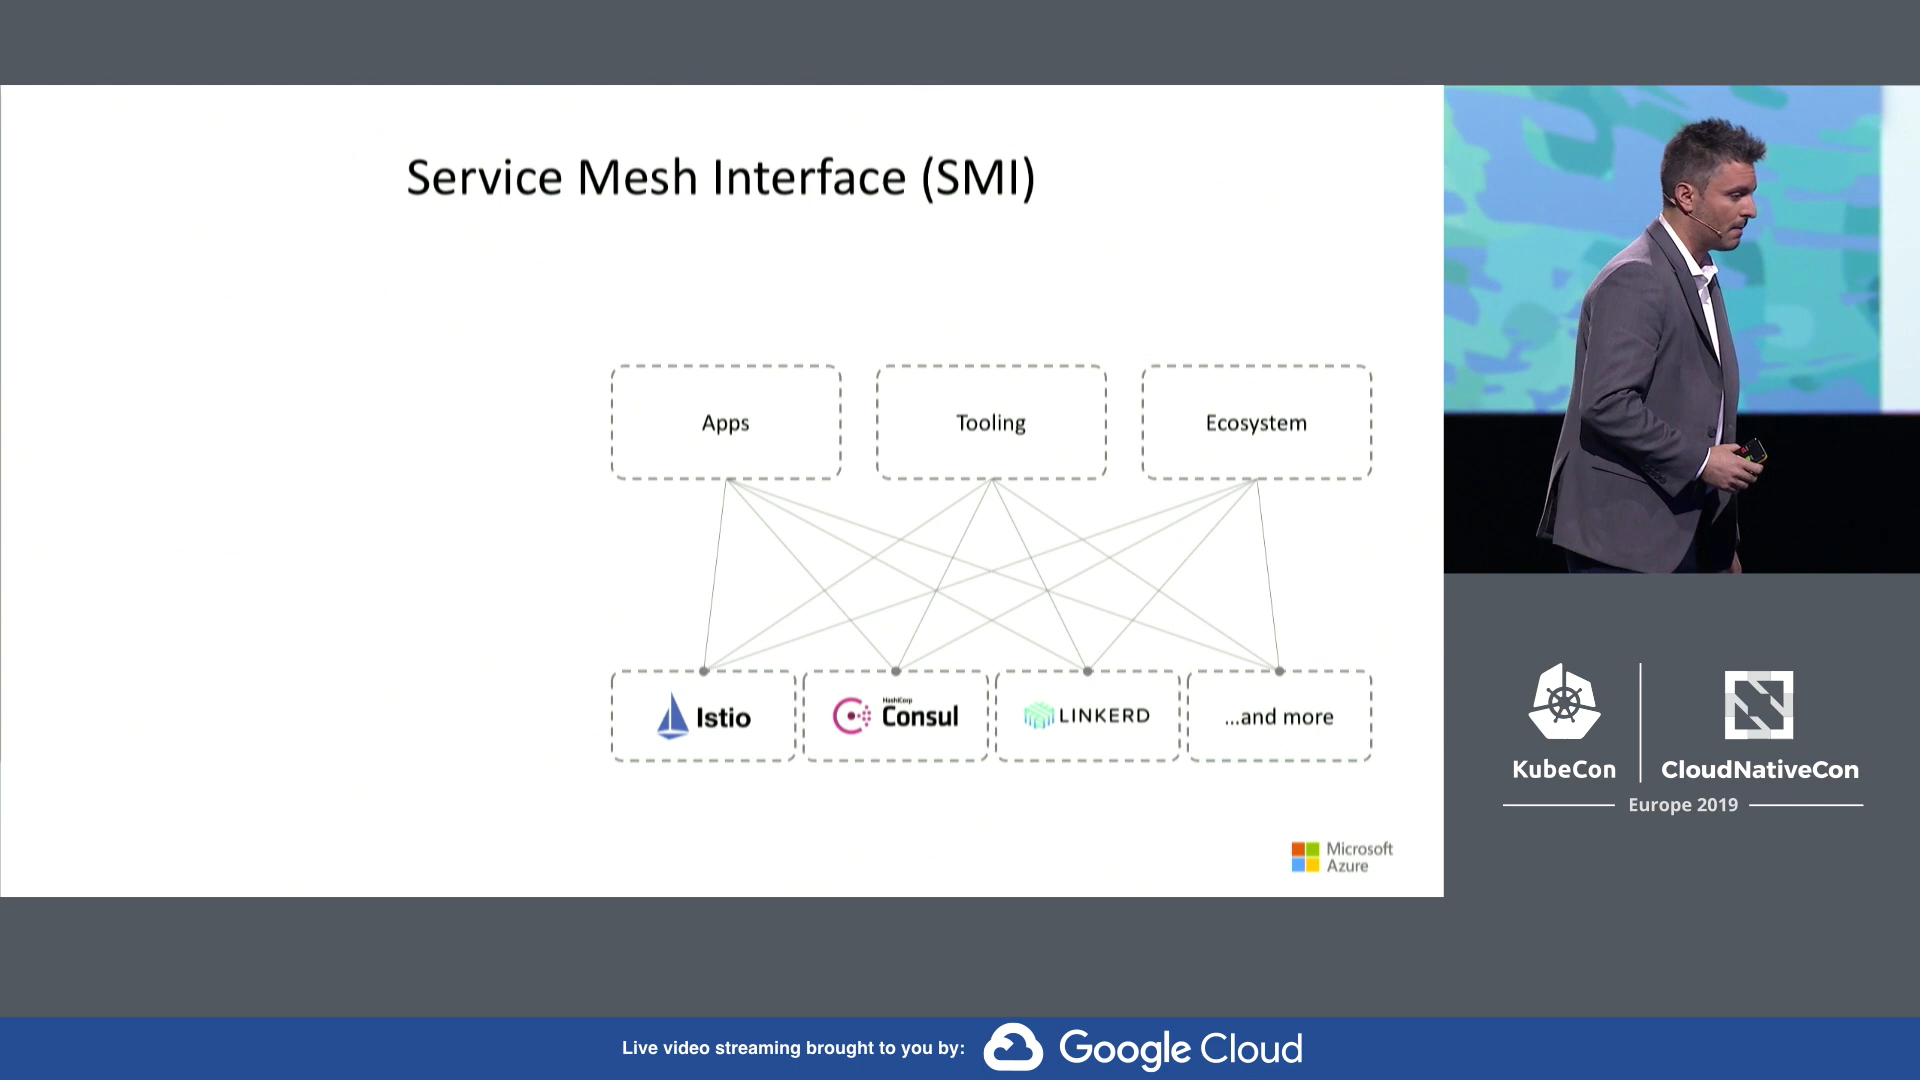 Service Mesh Interface (SMI)
Apps
Tooling
Ecosystem
Istio
HashiCorp
Consul
LINKERD
...and more
Microsoft
Azure
KubeCon
CloudNativeCon
Europe 2019
Live video streaming brought to you by:
Google Cloud